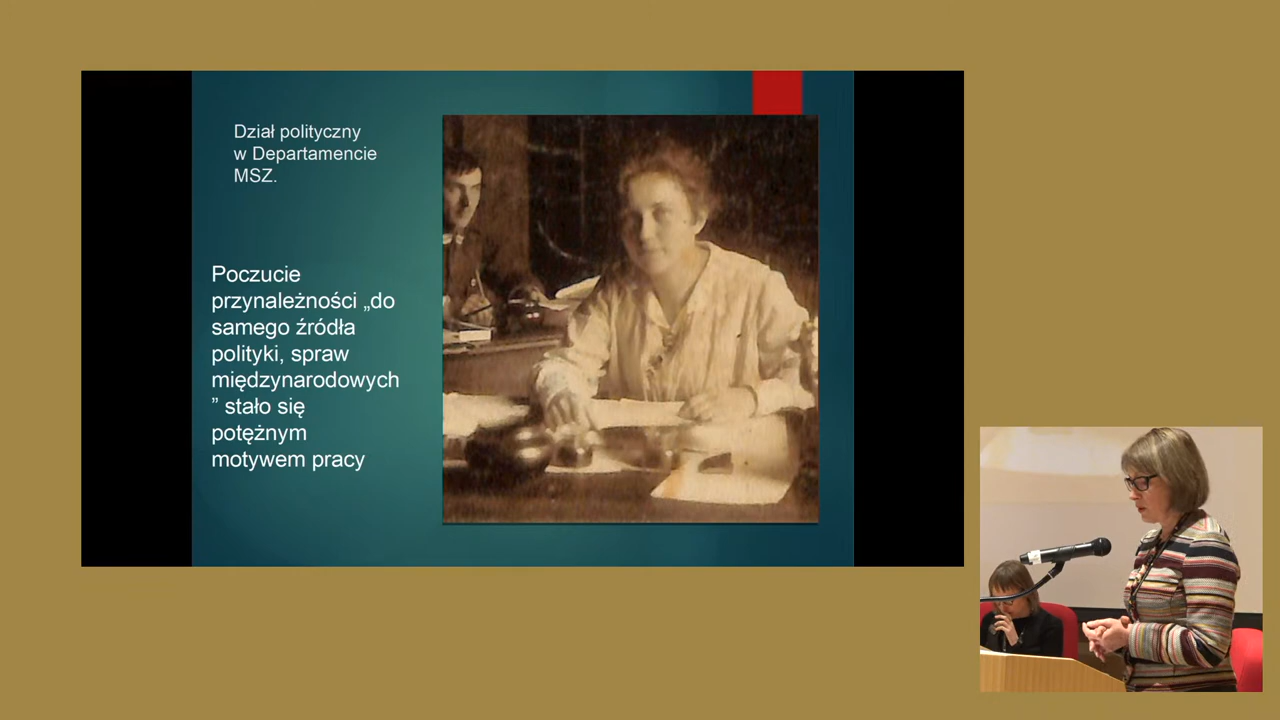 Dział polityczny
w Departamencie
MSZ.
Poczucie
przynależności „do
samego źródła
polityki, spraw
międzynarodowych
” stało się
potężnym
motywem pracy